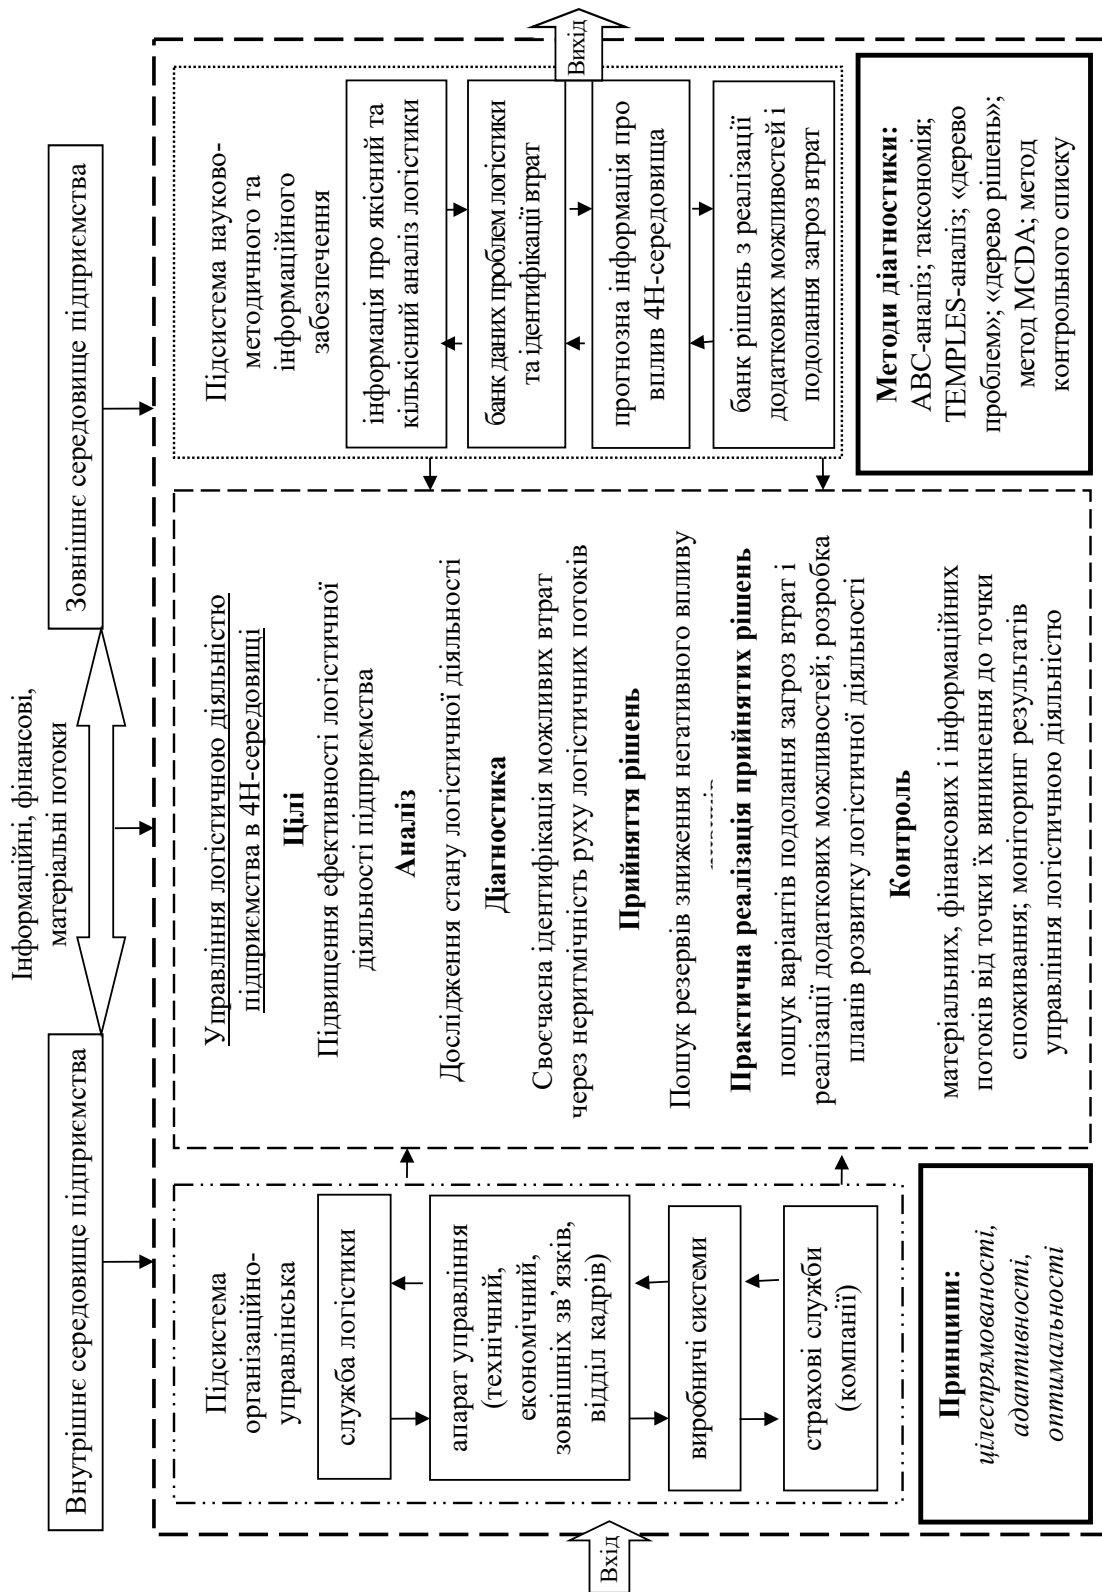 Інформаційні, фінансові,
матеріальні потоки
Внутрішнє середовище підприємства
Зовнішнє середовище підприємства
Вхід
Підсистема
організаційно-
управлінська
служба логістики
апарат управління
(технічний,
економічний,
зовнішніх зв’язків,
відділ кадрів)
виробничі системи
страхові служби
(компанії)
Принципи:
цілеспрямованості,
адаптивності,
оптимальності
Управління логістичною діяльністю
підприємства в 4Н-середовищі
Цілі
Підвищення ефективності логістичної
діяльності підприємства
Аналіз
Дослідження стану логістичної діяльності
Діагностика
Своєчасна ідентифікація можливих втрат
через неритмічність руху логістичних потоків
Прийняття рішень
Пошук резервів зниження негативного впливу
Практична реалізація прийнятих рішень
пошук варіантів подолання загроз втрат і
реалізації додаткових можливостей; розробка
планів розвитку логістичної діяльності
Контроль
матеріальних, фінансових і інформаційних
потоків від точки їх виникнення до точки
споживання; моніторинг результатів
управління логістичною діяльністю
Підсистема науково-
методичного та
інформаційного
забезпечення
інформація про якісний та
кількісний аналіз логістики
банк даних проблем логістики
та ідентифікації втрат
прогнозна інформація про
вплив 4Н-середовища
банк рішень з реалізації
додаткових можливостей і
подолання загроз втрат
Вихід
Методи діагностики:
АВС-аналіз; таксономія;
TEMPLES-аналіз; «дерево
проблем»; «дерево рішень»;
метод MCDA; метод
контрольного списку